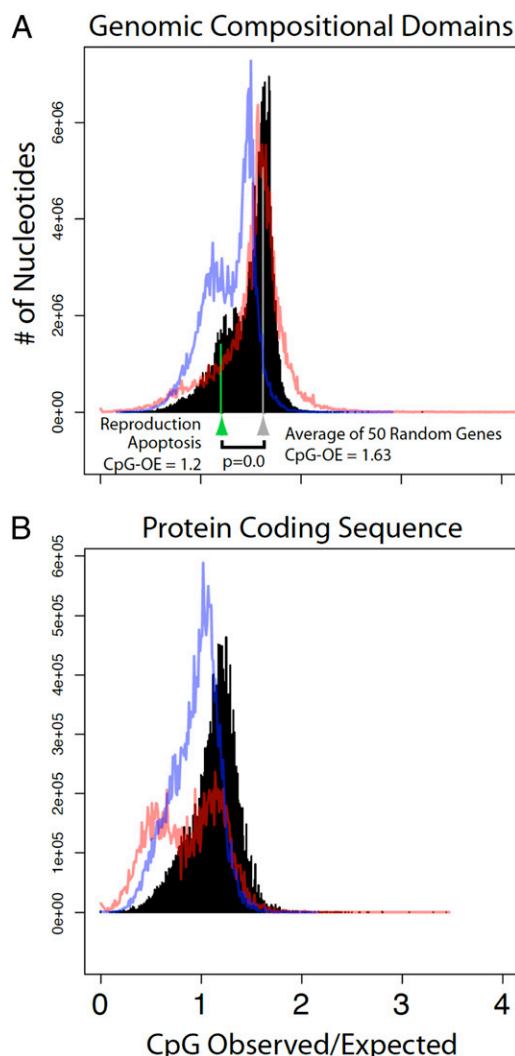 A
Genomic Compositional Domains
# of Nucleotides
6e+06
4e+06
2e+06
0e+00
Reproduction
Apoptosis
CpG-OE = 1.2
p=0.0
Average of 50 Random Genes
CpG-OE = 1.63
B
Protein Coding Sequence
6e+05
5e+05
4e+05
3e+05
2e+05
1e+05
0e+00
0 1 2 3 4
CpG Observed/Expected